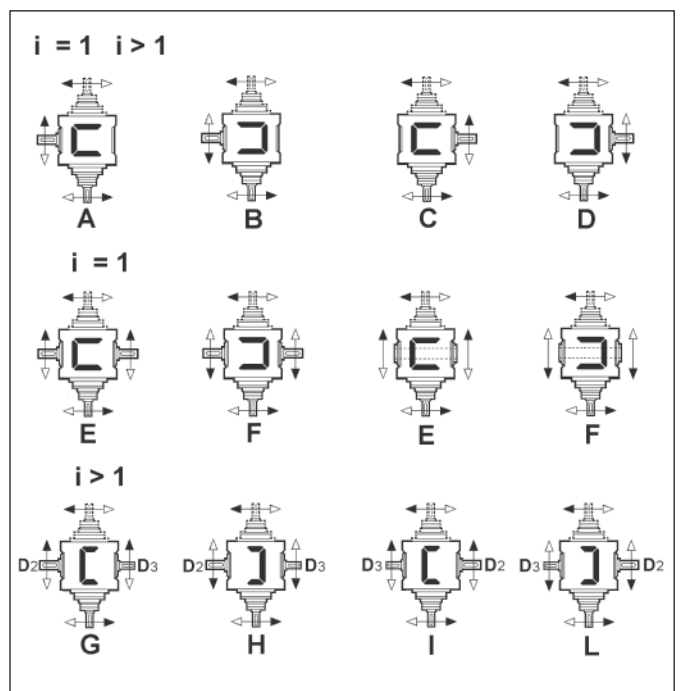 i = 1 i > 1
A B C D
i = 1
E F E F
i > 1
D2 D3 D2 D3 D3 D2 D3 D2
G H I L